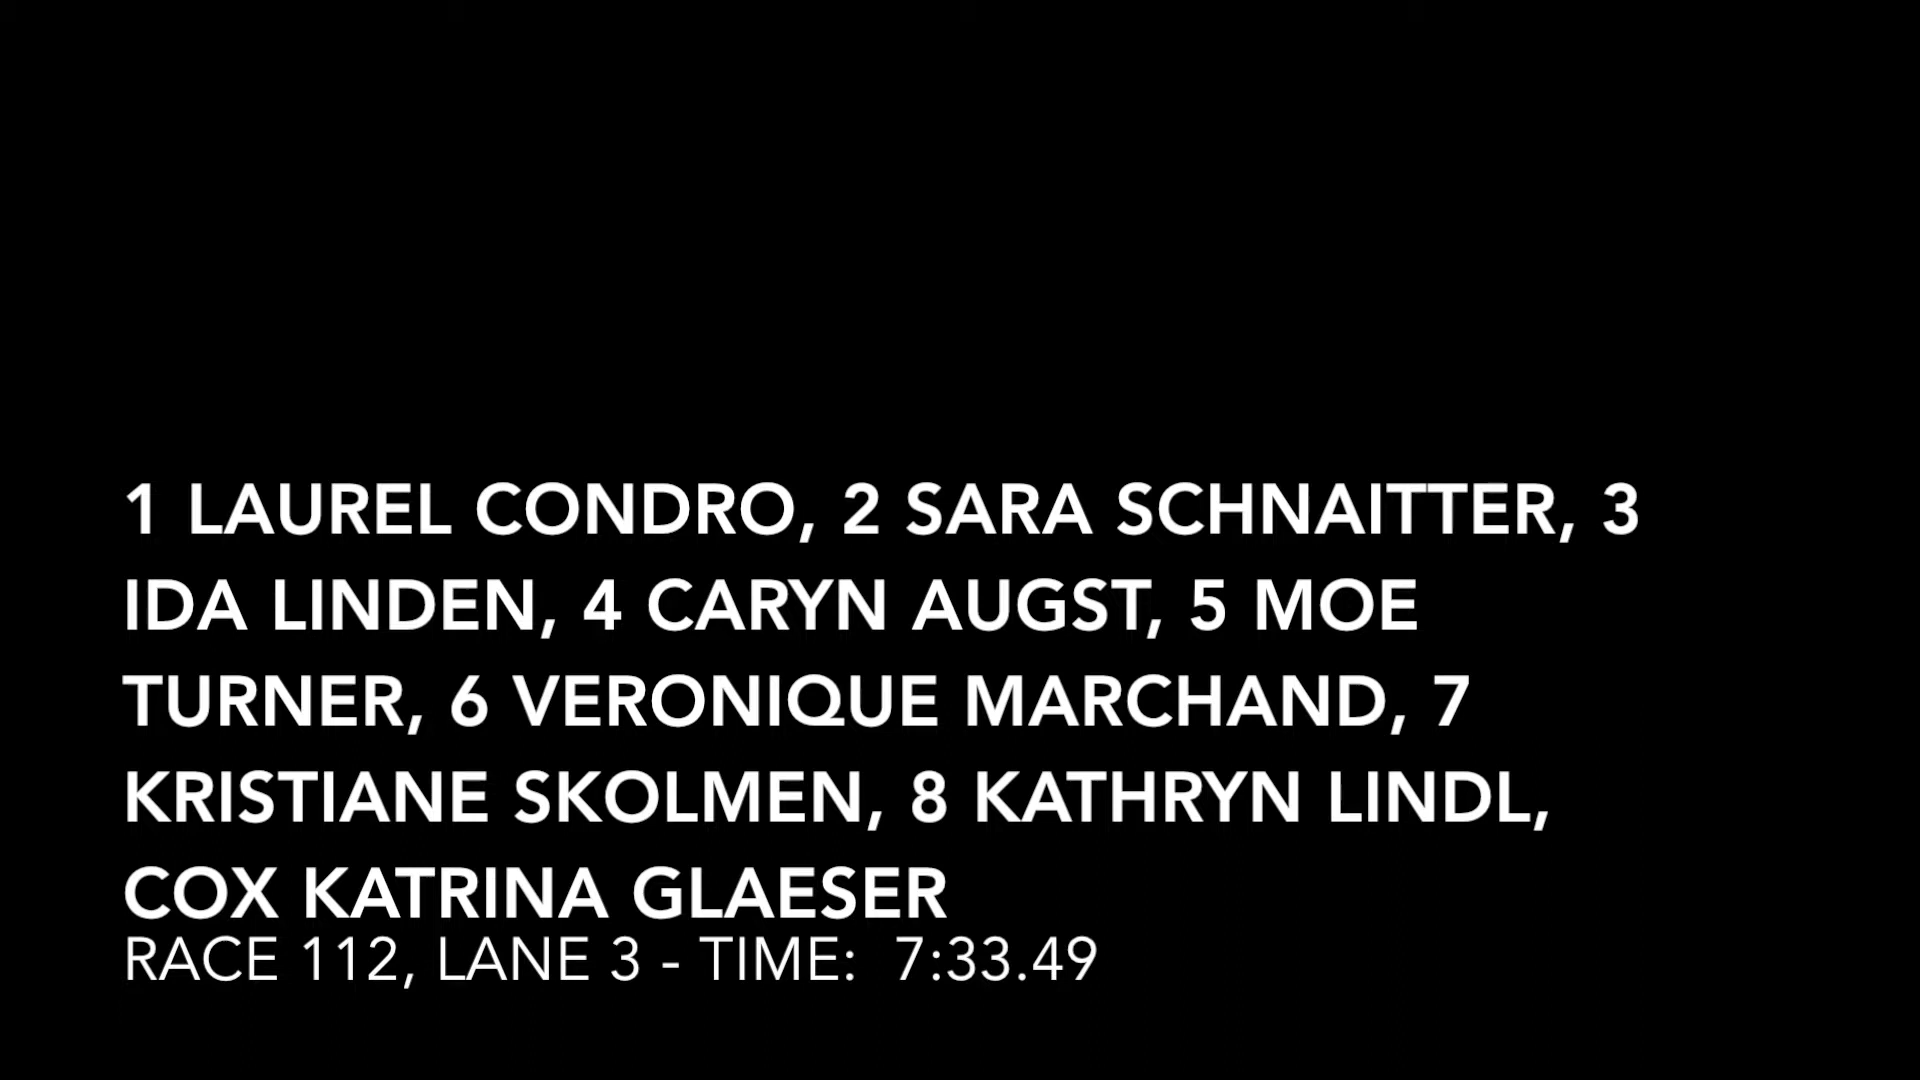 1 LAUREL CONDRO, 2 SARA SCHNAITTER, 3
IDA LINDEN, 4 CARYN AUGST, 5 MOE
TURNER, 6 VERONIQUE MARCHAND, 7
KRISTIANE SKOLMEN, 8 KATHRYN LINDL,
COX KATRINA GLAESER
RACE 112, LANE 3 - TIME: 7:33.49